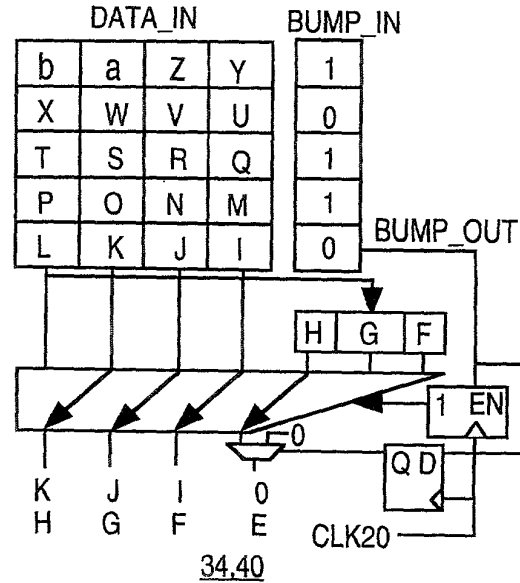 DATA_IN BUMP_IN
b a Z Y 1
X W V U 0
T S R Q 1
P O N M 1
L K J I 0
BUMP_OUT
H G F
1 EN
0
Q D
K J I 0
H G F E
CLK20
34,40